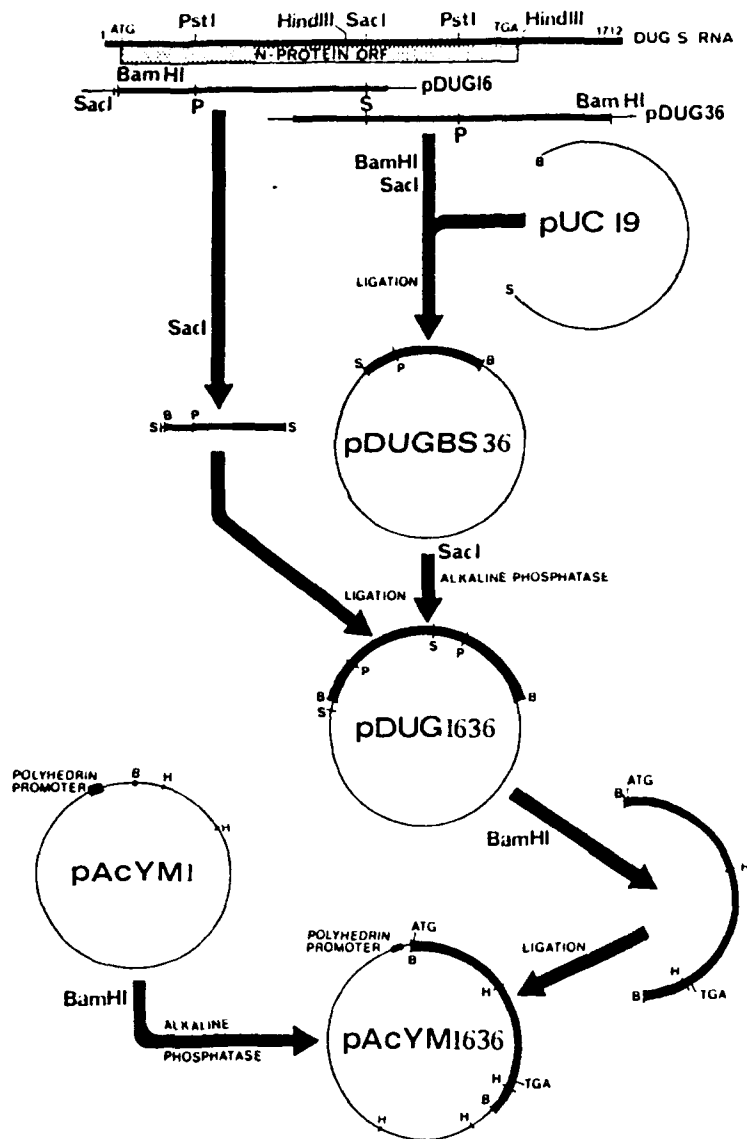 1 ATG PstI HindIII SacI PstI TGA HindIII 1712 DUG S RNA
N-PROTEIN ORF
BamHI
SacI P S pDUG16
BamHI pDUG36
P
BamHI
SacI
B
pUC 19
S
LIGATION
SacI
S P B
pDUGBS36
S B P S
SacI
ALKALINE PHOSPHATASE
LIGATION
S P
P
B B
S
pDUG1636
POLYHEDRIN
PROMOTER
B H
H
pAcYM1
BamHI
B ATG
H
H
B TGA
LIGATION
POLYHEDRIN
PROMOTER
ATG
B
H
pAcYM1636
H TGA
B
H H
BamHI
ALKALINE
PHOSPHATASE